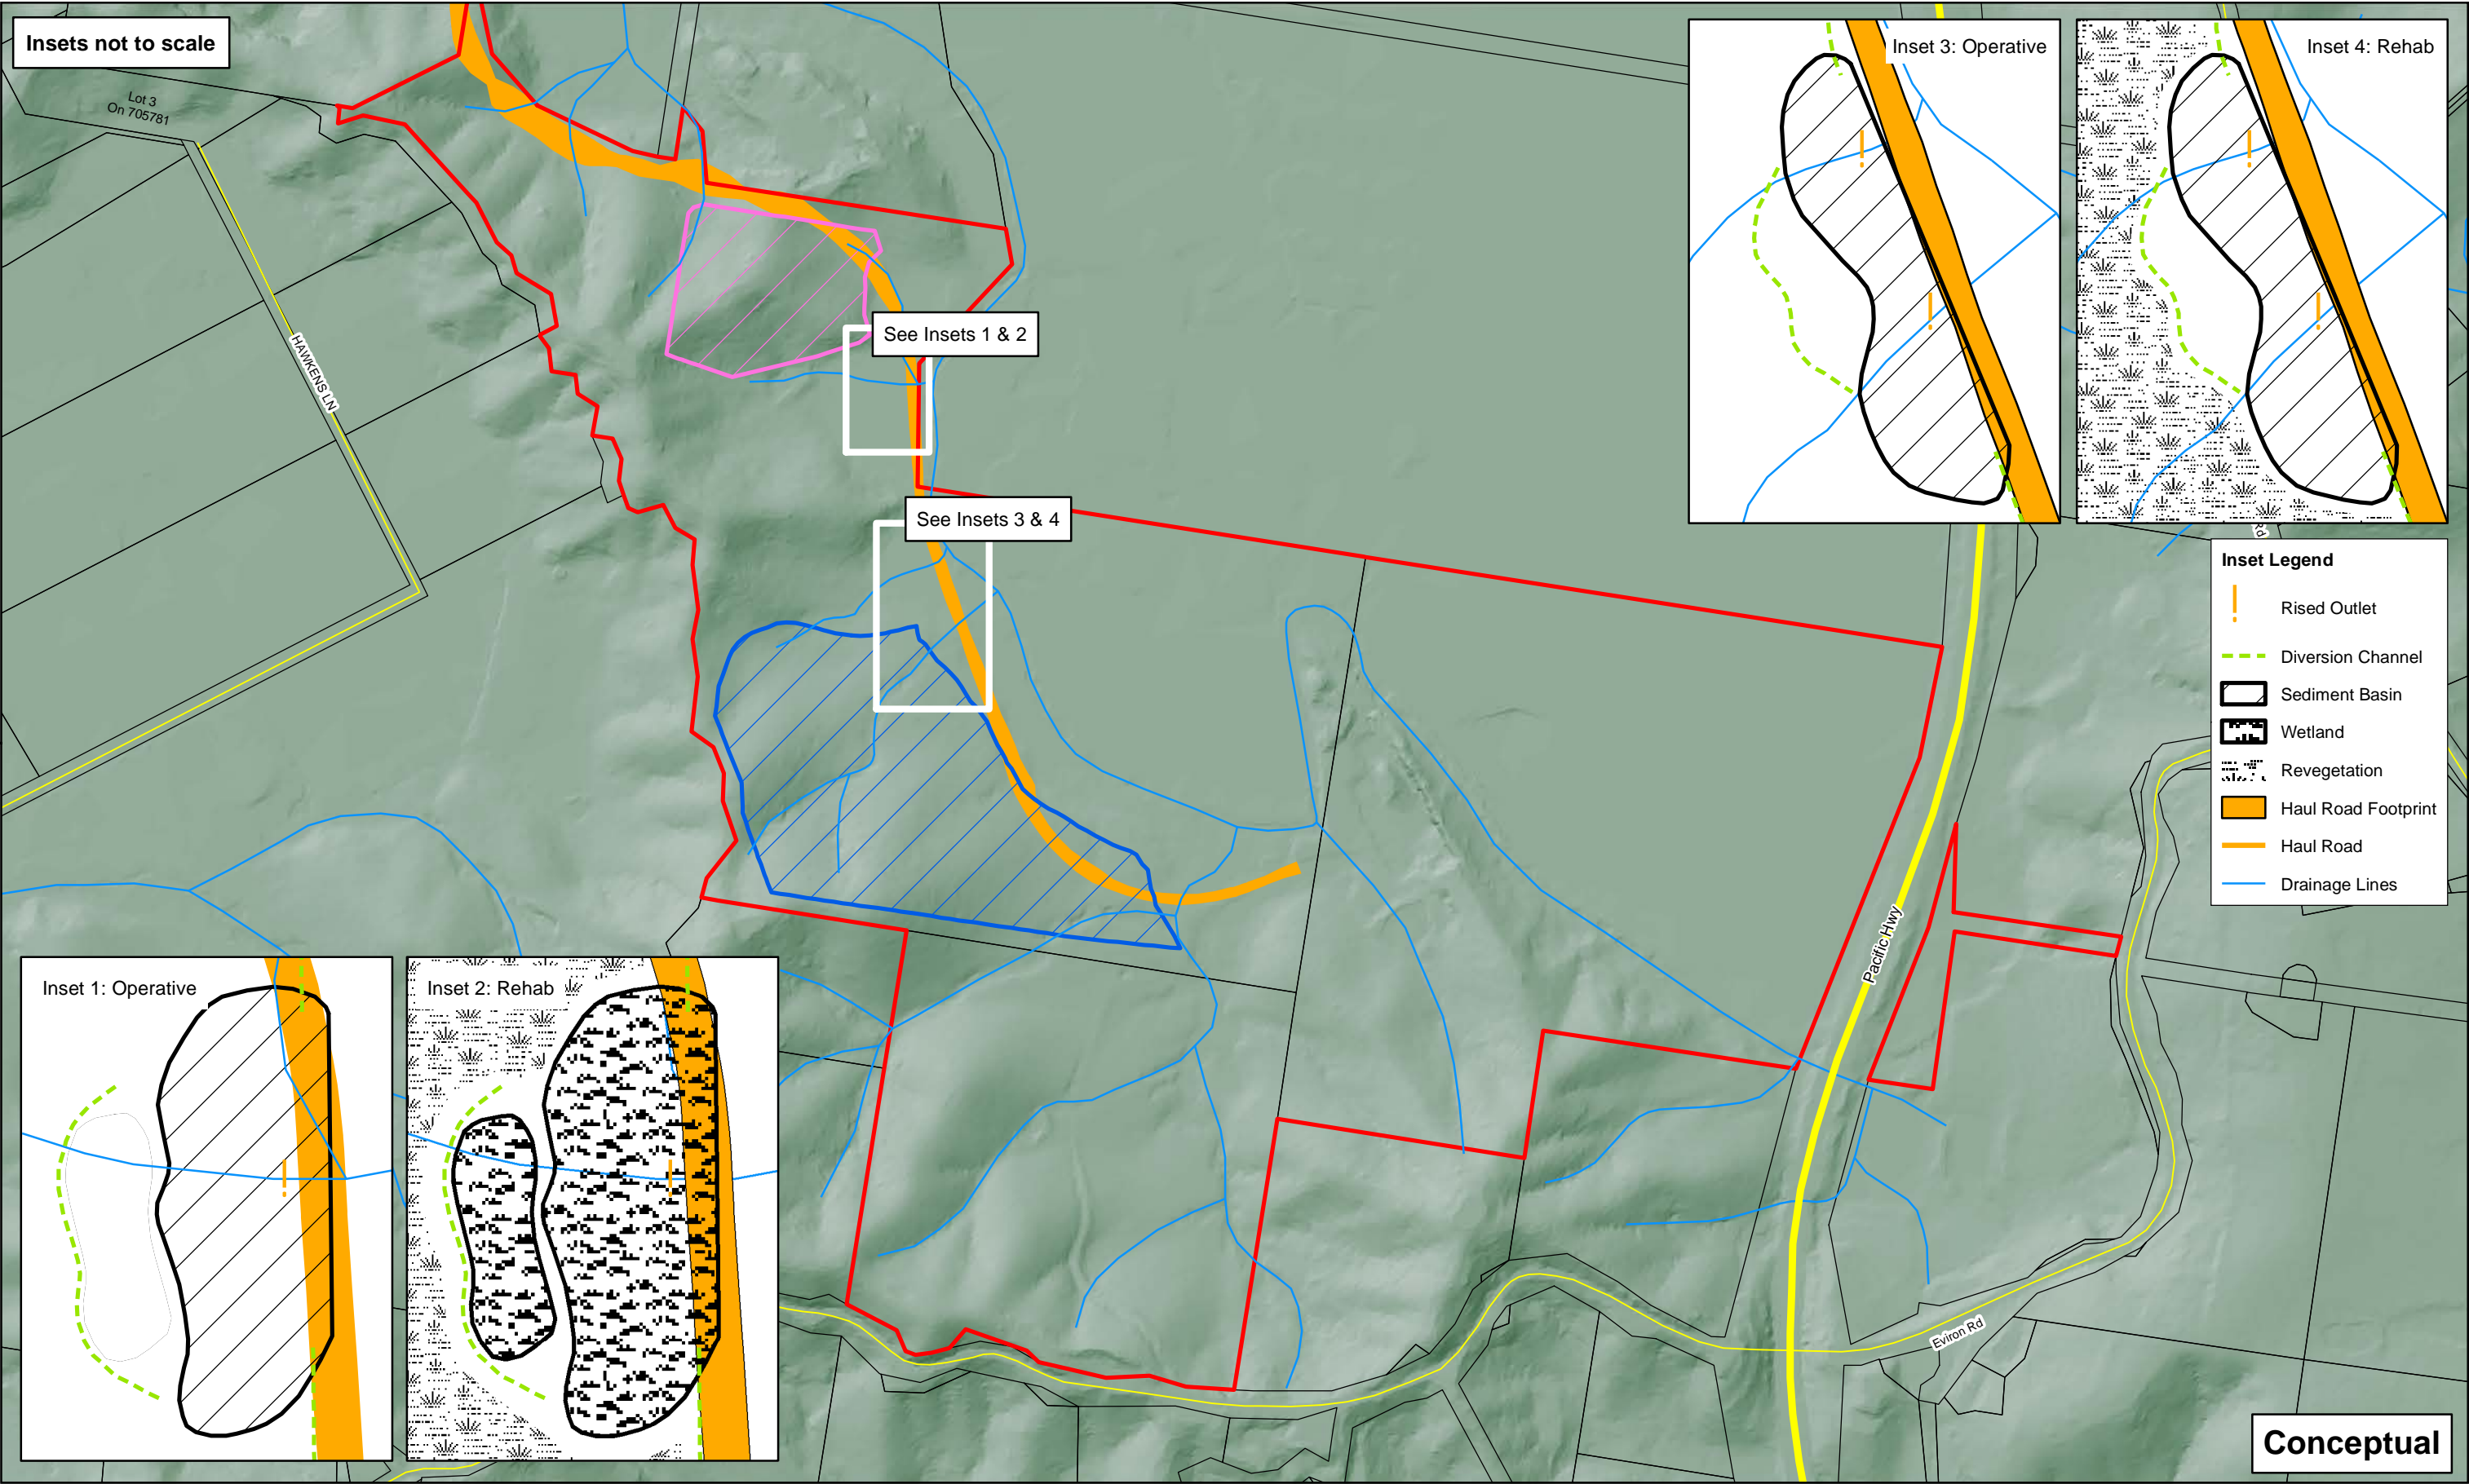 Insets not to scale
Lot 3
On 705781
HAWKENS LN
See Insets 1 & 2
See Insets 3 & 4
Inset 3: Operative
Inset 4: Rehab
Rd
Inset Legend
Rised Outlet
Diversion Channel
Sediment Basin
Wetland
Revegetation
Haul Road Footprint
Haul Road
Drainage Lines
Pacific Hwy
Inset 1: Operative
Inset 2: Rehab
Eviron Rd
Conceptual